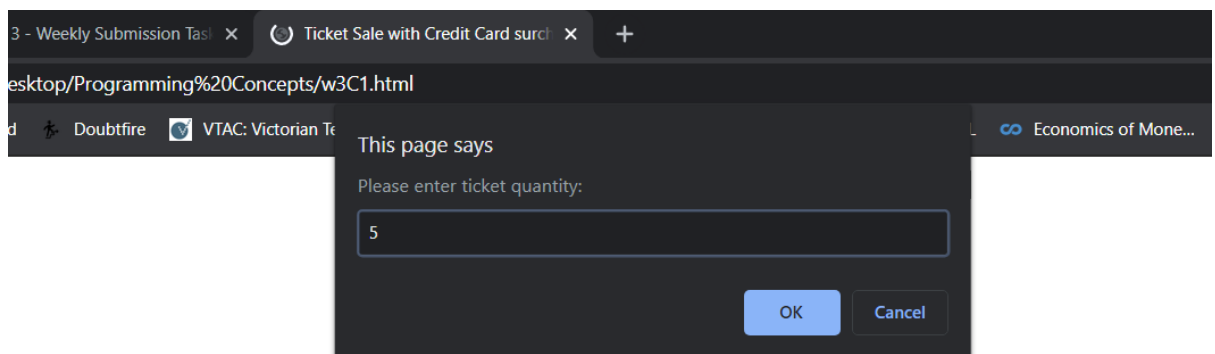 3 - Weekly Submission Tas
Ticket Sale with Credit Card surch
esktop/Programming%20Concepts/w3C1.html
d Doubtfire VTAC: Victorian Te
Economics of Mone...
This page says
Please enter ticket quantity:
5
OK Cancel